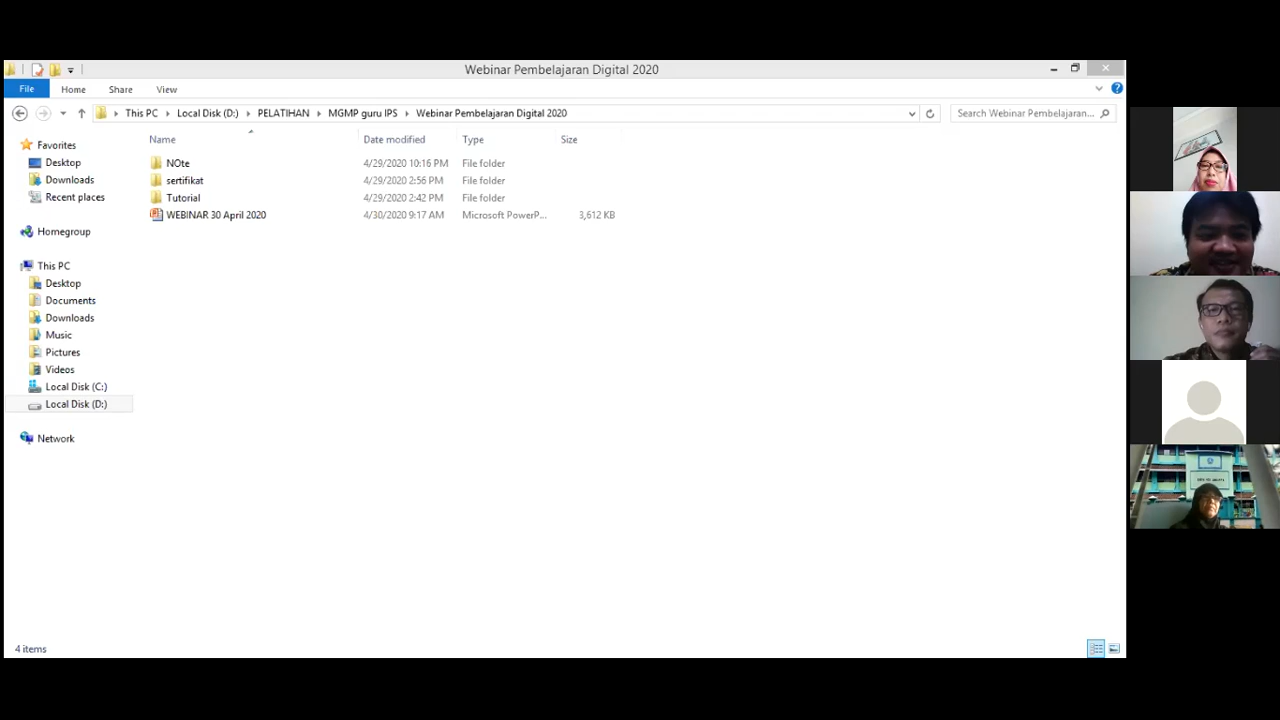 Webinar Pembelajaran Digital 2020
File Home Share View
This PC Local Disk (D:) PELATIHAN MGMP guru IPS Webinar Pembelajaran Digital 2020
Search Webinar Pembelajaran...
Name Date modified Type Size
NOte 4/29/2020 10:16 PM File folder
sertifikat 4/29/2020 2:56 PM File folder
Tutorial 4/29/2020 2:42 PM File folder
WEBINAR 30 April 2020 4/30/2020 9:17 AM Microsoft PowerP... 3,612 KB
Favorites
Desktop
Downloads
Recent places
Homegroup
This PC
Desktop
Documents
Downloads
Music
Pictures
Videos
Local Disk (C:)
Local Disk (D:)
Network
4 items